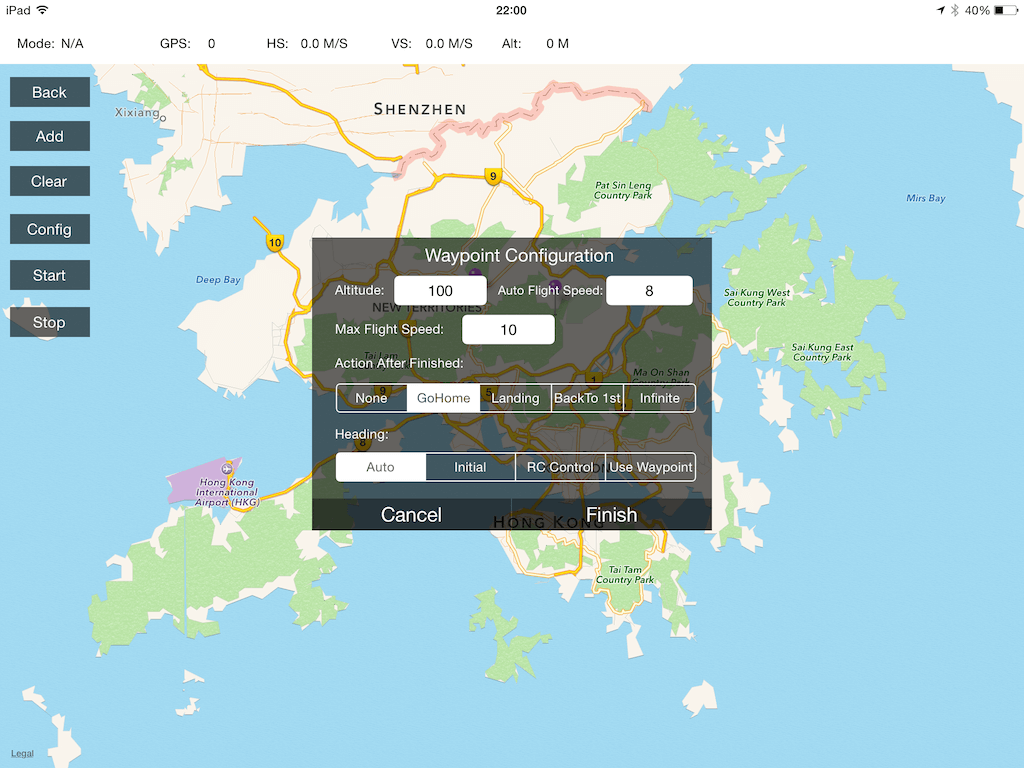 iPad 22:00 40%
Mode: N/A GPS: 0 HS: 0.0 M/S VS: 0.0 M/S Alt: 0 M
Back
Add
Clear
Config
Start
Stop
SHENZHEN
Xixiang
9
Pat Sin Leng
Country Park
Mirs Bay
10
Deep Bay
Sai Kung West
Country Park
Sai Kung East
Country Park
Waypoint Configuration
Altitude: 100 Auto Flight Speed: 8
NEW TERRITORIES
Max Flight Speed: 10
Tai Lam
Country Park
Action After Finished:
Ma On Shan
Country Park
9
5
1
None GoHome Landing BackTo 1st Infinite
Heading:
8
Auto Initial RC Control Use Waypoint
Cancel Finish
HONG KONG
Hong Kong
International
Airport (HKG)
Tai Tam
Country Park
Legal